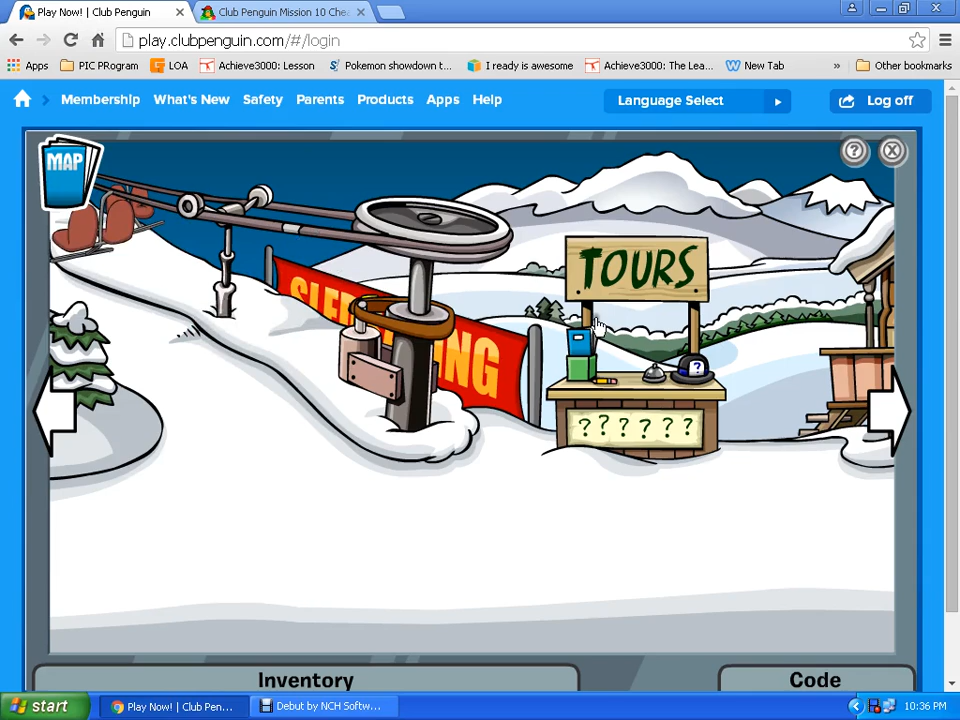 Play Now! | Club Penguin
Club Penguin Mission 10 Chea
play.clubpenguin.com/#/login
Apps
PIC PRogram
LOA
Achieve3000: Lesson
Pokemon showdown t...
I ready is awesome
Achieve3000: The Lea...
New Tab
»
Other bookmarks
Membership
What's New
Safety
Parents
Products
Apps
Help
Language Select
Log off
MAP
?
TOURS
?
? ? ? ? ? ?
Inventory
Code
start
Play Now! | Club Pen...
Debut by NCH Softw...
10:36 PM